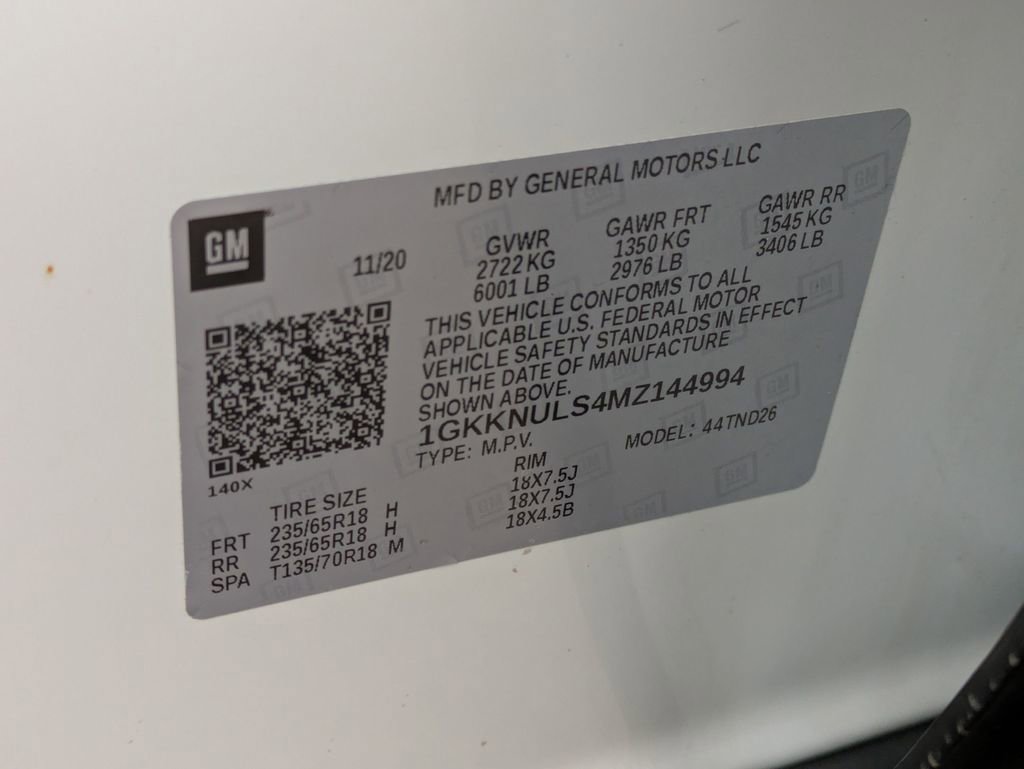 MFD BY GENERAL MOTORS LLC
GM
11/20
GVWR GAWR FRT GAWR RR
2722 KG 1350 KG 1545 KG
6001 LB 2976 LB 3406 LB
THIS VEHICLE CONFORMS TO ALL
APPLICABLE U.S. FEDERAL MOTOR
VEHICLE SAFETY STANDARDS IN EFFECT
ON THE DATE OF MANUFACTURE
SHOWN ABOVE.
1GKKNULS4MZ144994
TYPE: M.P.V. MODEL: 44TND26
140X
TIRE SIZE RIM
FRT 235/65R18 H 18X7.5J
RR 235/65R18 H 18X7.5J
SPA T135/70R18 M 18X4.5B